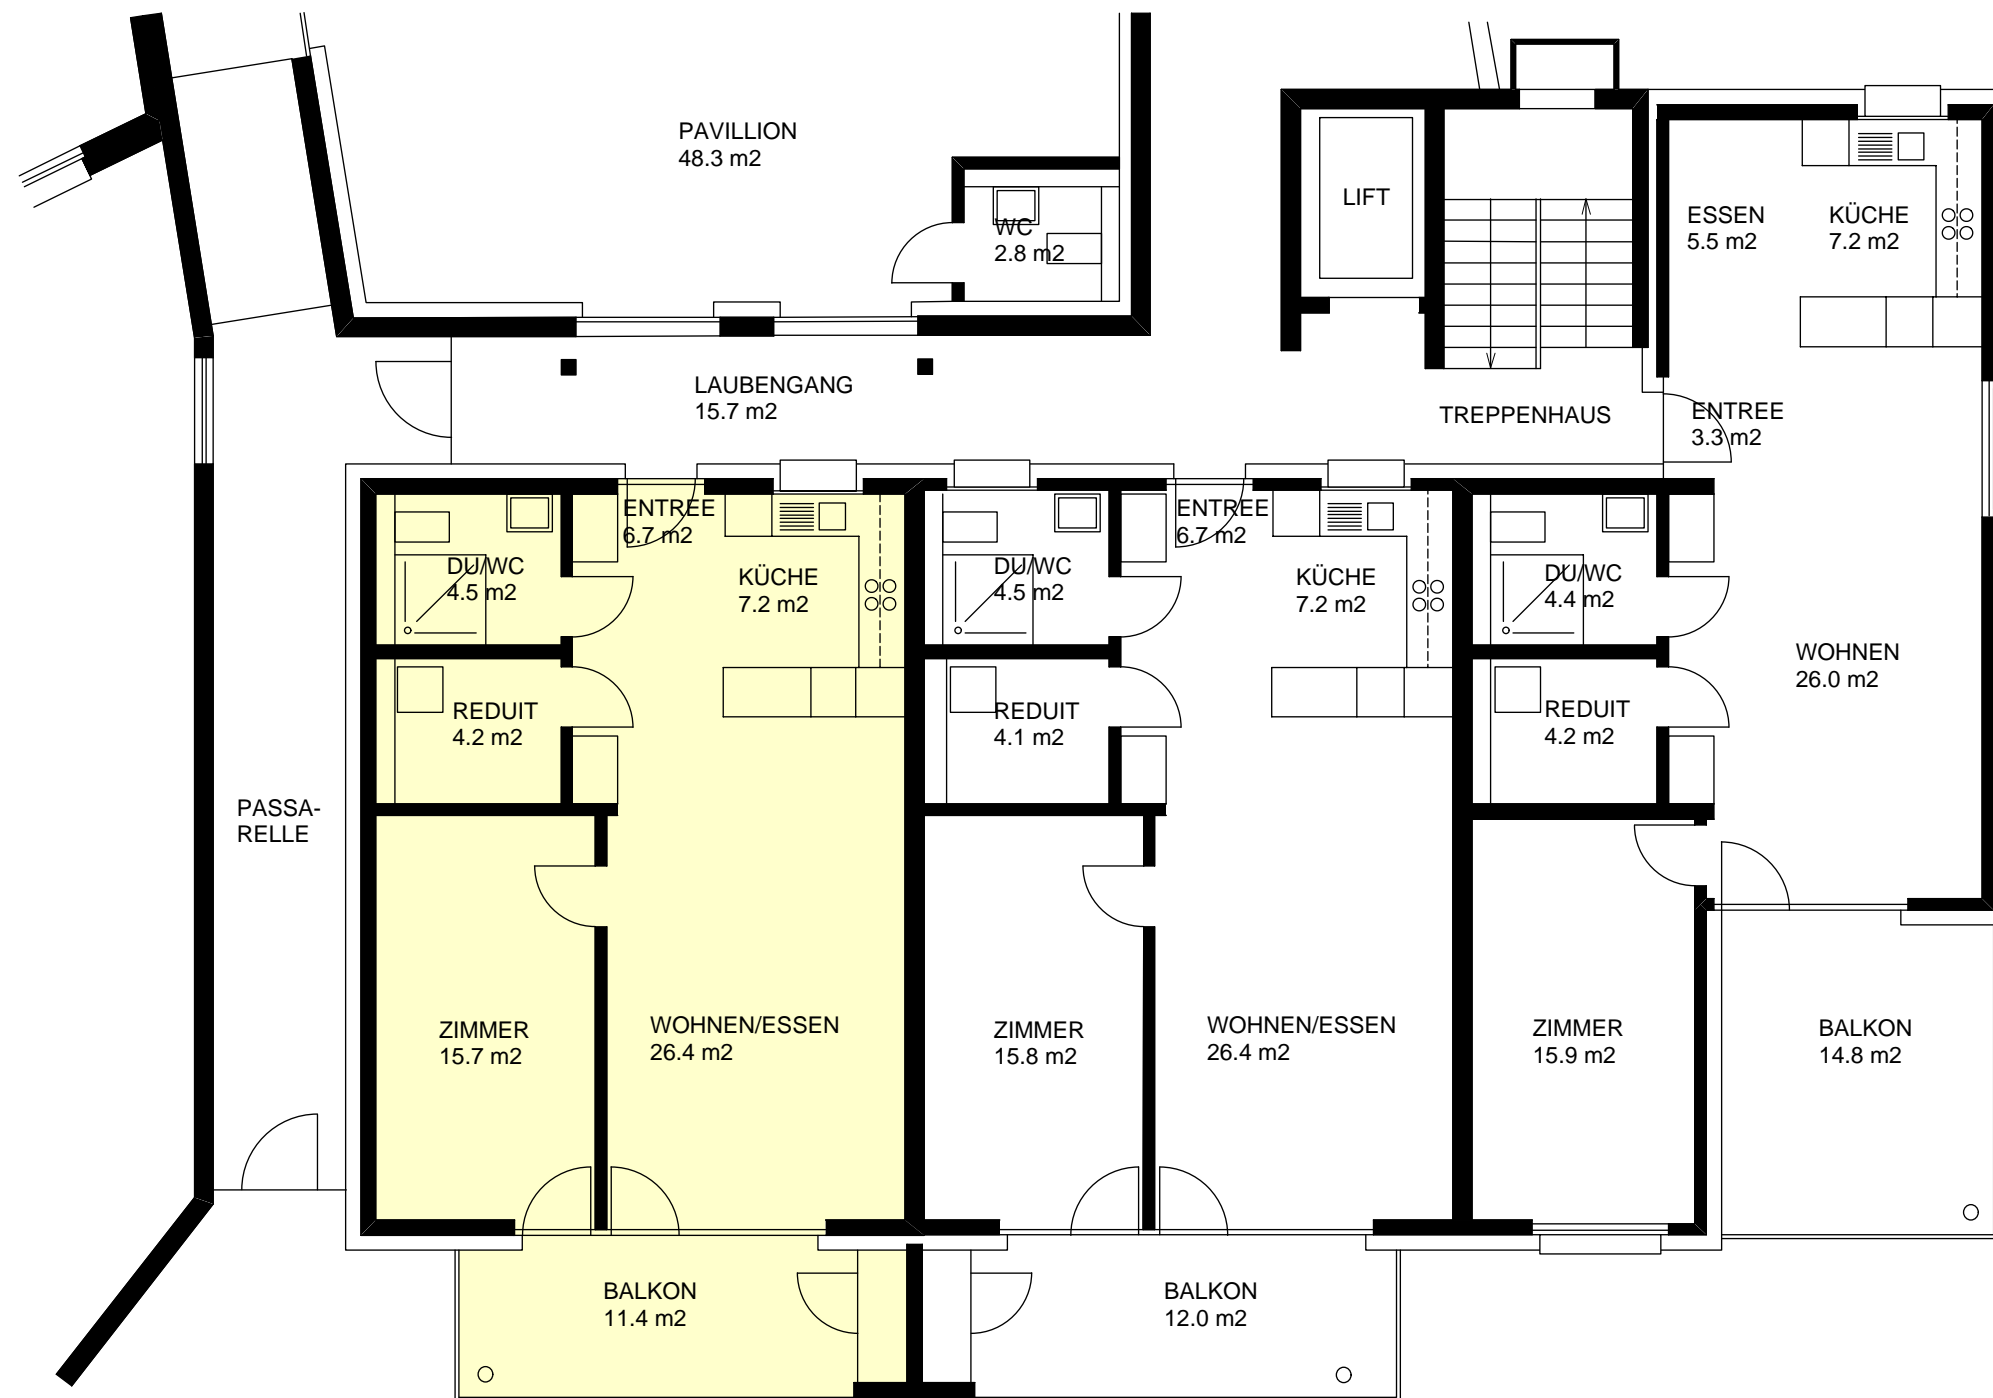 PAVILLION
48.3 m2
WC
2.8 m2
LIFT
ESSEN
5.5 m2
KÜCHE
7.2 m2
LAUBENGANG
15.7 m2
TREPPENHAUS
ENTREE
3.3 m2
ENTREE
6.7 m2
DU/WC
4.5 m2
KÜCHE
7.2 m2
ENTREE
6.7 m2
DU/WC
4.5 m2
KÜCHE
7.2 m2
DU/WC
4.4 m2
WOHNEN
26.0 m2
REDUIT
4.2 m2
REDUIT
4.1 m2
REDUIT
4.2 m2
PASSA-
RELLE
ZIMMER
15.7 m2
WOHNEN/ESSEN
26.4 m2
ZIMMER
15.8 m2
WOHNEN/ESSEN
26.4 m2
ZIMMER
15.9 m2
BALKON
14.8 m2
BALKON
11.4 m2
BALKON
12.0 m2